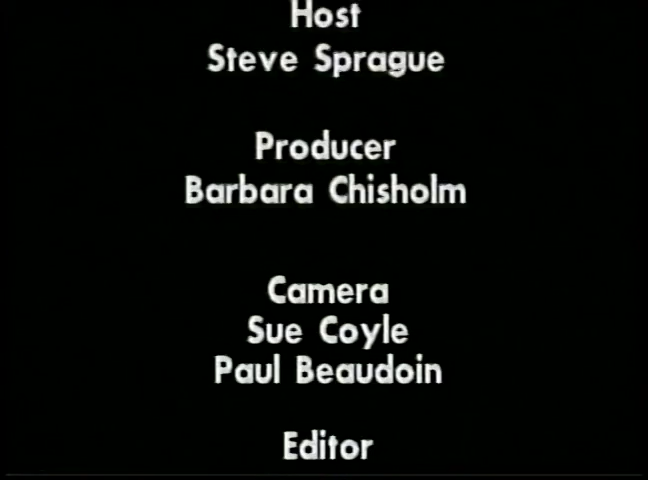 Host
Steve Sprague
Producer
Barbara Chisholm
Camera
Sue Coyle
Paul Beaudoin
Editor